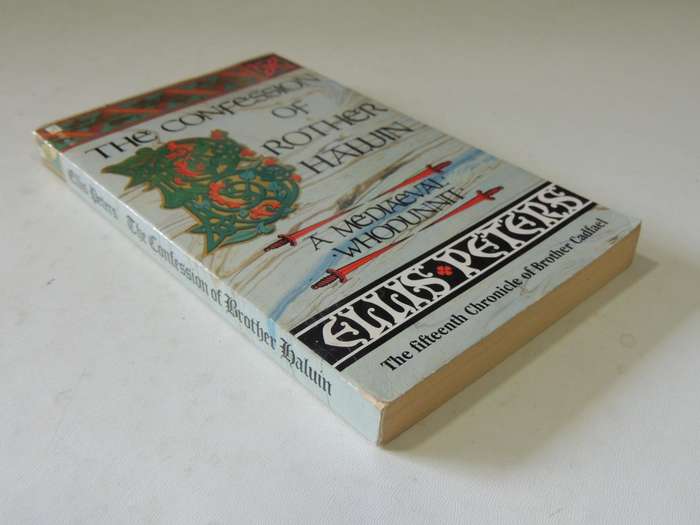 THE CONFESSION
OF
BROTHER
HALUIN
A MEDIAEVAL
WHODUNNIT
ELLIS PETERS
The fifteenth Chronicle of Brother Cadfael
Ellis Peters The Confession of Brother Haluin